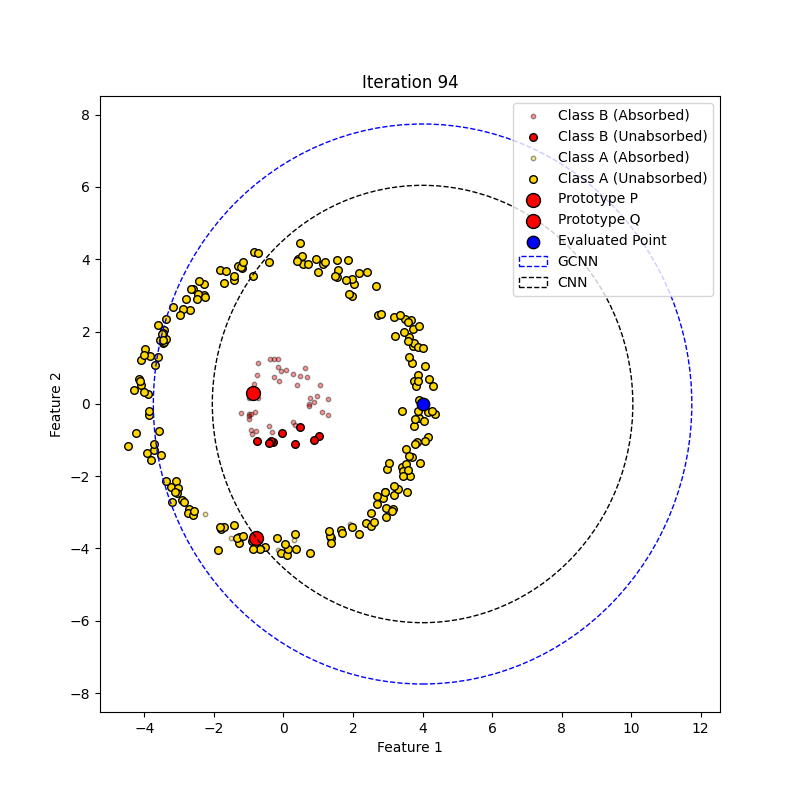 Iteration 94
Class B (Absorbed)
Class B (Unabsorbed)
Class A (Absorbed)
Class A (Unabsorbed)
Prototype P
Prototype Q
Evaluated Point
GCNN
CNN
8
6
4
2
0
−2
−4
−6
−8
Feature 2
−4 −2 0 2 4 6 8 10 12
Feature 1